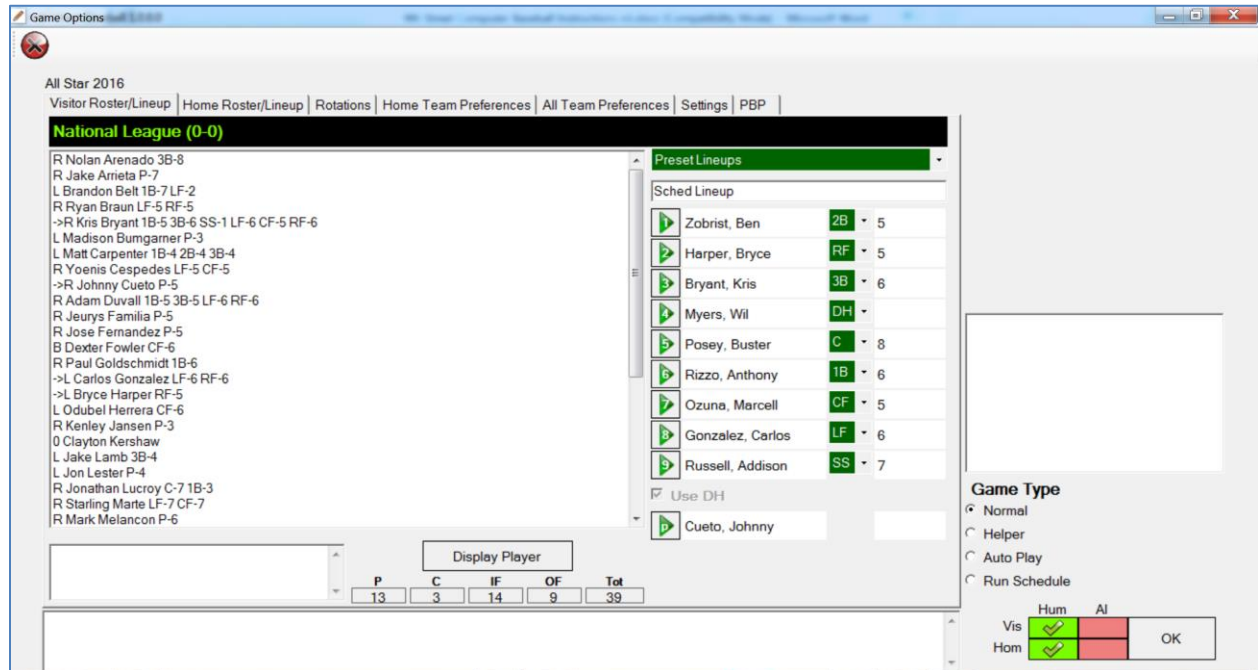 Game Options
All Star 2016
Visitor Roster/Lineup Home Roster/Lineup Rotations Home Team Preferences All Team Preferences Settings PBP
National League (0-0)
R Nolan Arenado 3B-8
R Jake Arrieta P-7
L Brandon Belt 1B-7 LF-2
R Ryan Braun LF-5 RF-5
->R Kris Bryant 1B-5 3B-6 SS-1 LF-6 CF-5 RF-6
L Madison Bumgarner P-3
L Matt Carpenter 1B-4 2B-4 3B-4
R Yoenis Cespedes LF-5 CF-5
->R Johnny Cueto P-5
R Adam Duvall 1B-5 3B-5 LF-6 RF-6
R Jeurys Familia P-5
R Jose Fernandez P-5
B Dexter Fowler CF-6
R Paul Goldschmidt 1B-6
->L Carlos Gonzalez LF-6 RF-6
->L Bryce Harper RF-5
L Odubel Herrera CF-6
R Kenley Jansen P-3
0 Clayton Kershaw
L Jake Lamb 3B-4
L Jon Lester P-4
R Jonathan Lucroy C-7 1B-3
R Starling Marte LF-7 CF-7
R Mark Melancon P-6
Preset Lineups
Sched Lineup
1 Zobrist, Ben 2B 5
2 Harper, Bryce RF 5
3 Bryant, Kris 3B 6
4 Myers, Wil DH
5 Posey, Buster C 8
6 Rizzo, Anthony 1B 6
7 Ozuna, Marcell CF 5
8 Gonzalez, Carlos LF 6
9 Russell, Addison SS 7
Use DH
p Cueto, Johnny
Display Player
P C IF OF Tot
13 3 14 9 39
Game Type
Normal
Helper
Auto Play
Run Schedule
Hum AI
Vis
Hom
OK